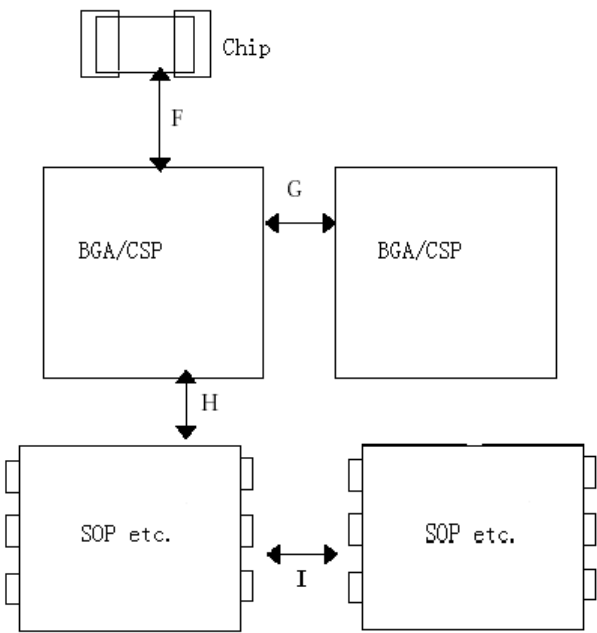 Chip
F
G
BGA/CSP
BGA/CSP
H
SOP etc.
SOP etc.
I